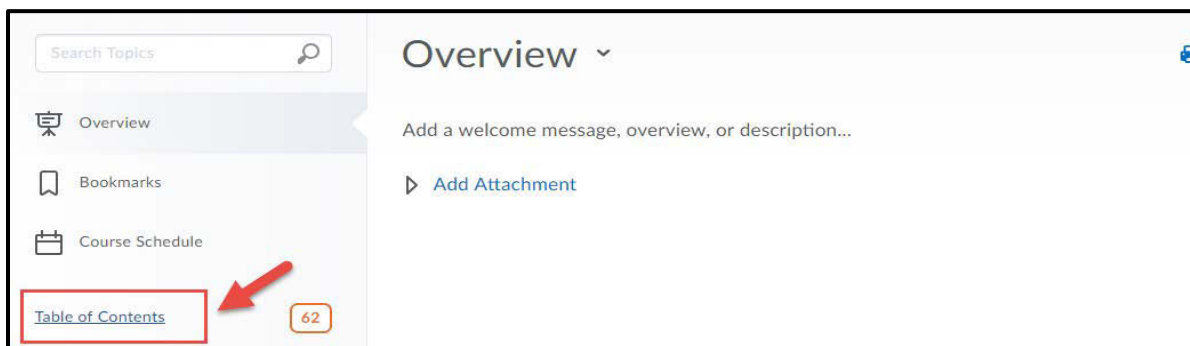 Search Topics
Overview
Bookmarks
Course Schedule
Table of Contents
62
Overview
Add a welcome message, overview, or description...
Add Attachment